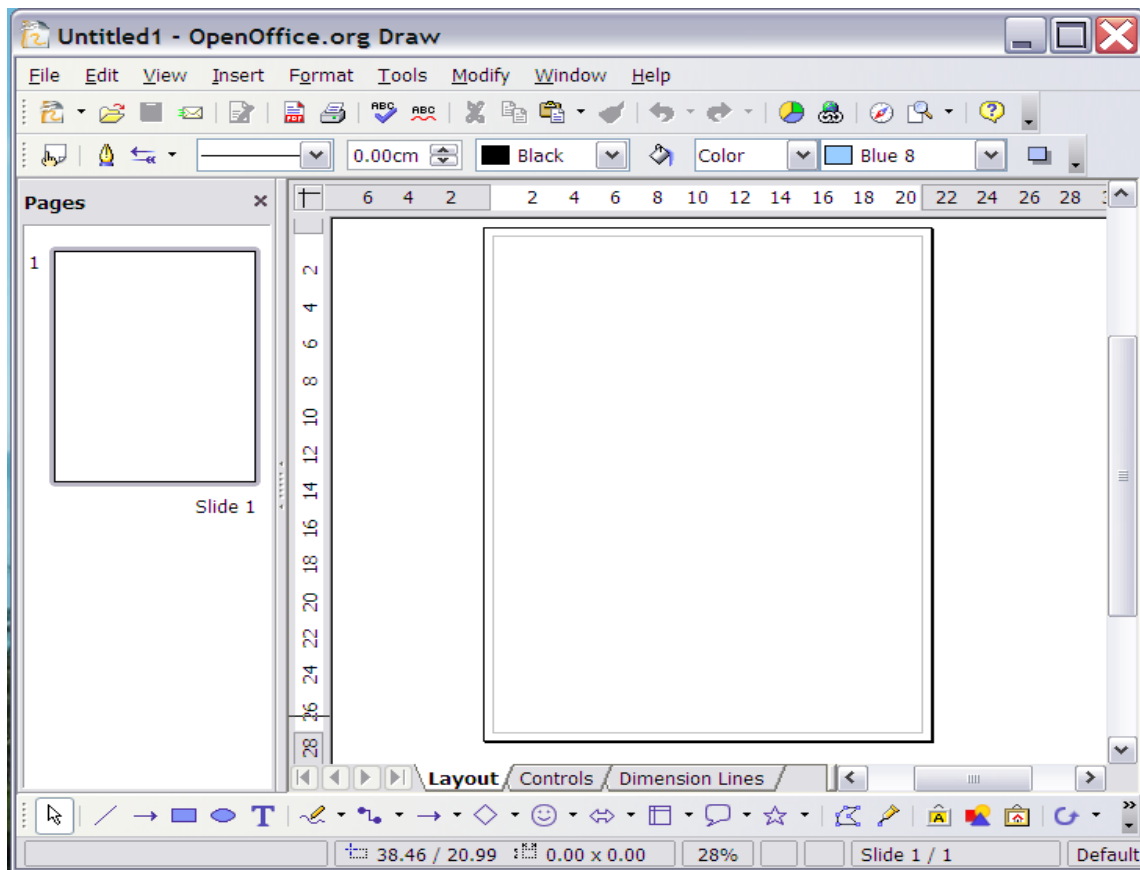 Untitled1 - OpenOffice.org Draw
File Edit View Insert Format Tools Modify Window Help
ABC ABC
0.00cm Black Color Blue 8
Pages
6 4 2 2 4 6 8 10 12 14 16 18 20 22 24 26 28
1
Slide 1
2
4
6
8
10
12
14
16
18
20
22
24
26
28
Layout Controls Dimension Lines
T A
38.46 / 20.99 0.00 x 0.00 28% Slide 1 / 1 Default